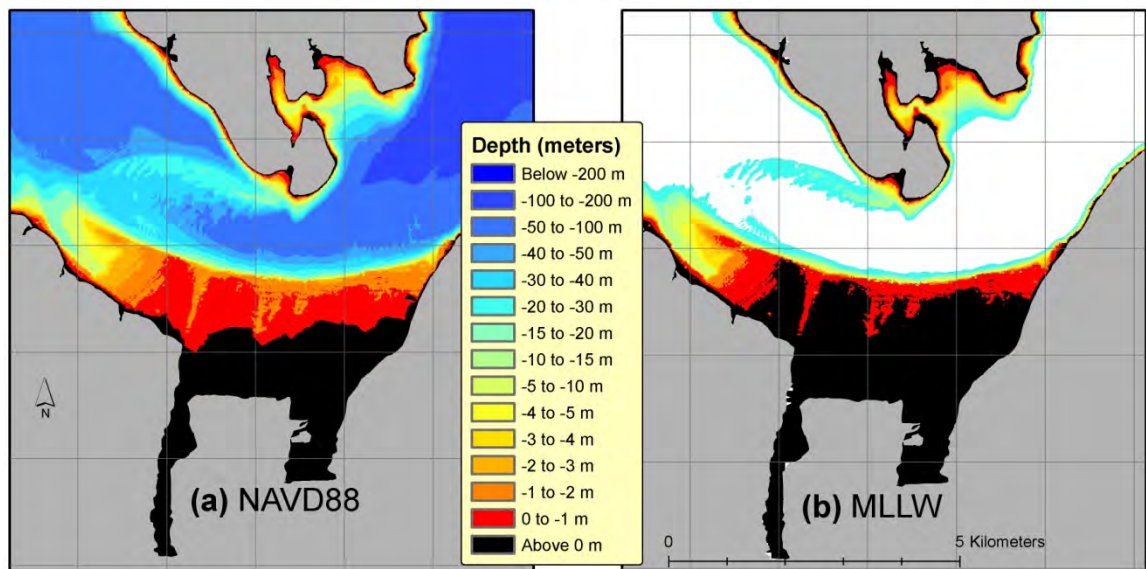 Depth (meters)
Below -200 m
-100 to -200 m
-50 to -100 m
-40 to -50 m
-30 to -40 m
-20 to -30 m
-15 to -20 m
-10 to -15 m
-5 to -10 m
-4 to -5 m
-3 to -4 m
-2 to -3 m
-1 to -2 m
0 to -1 m
Above 0 m
N
(a) NAVD88
(b) MLLW
0 5 Kilometers